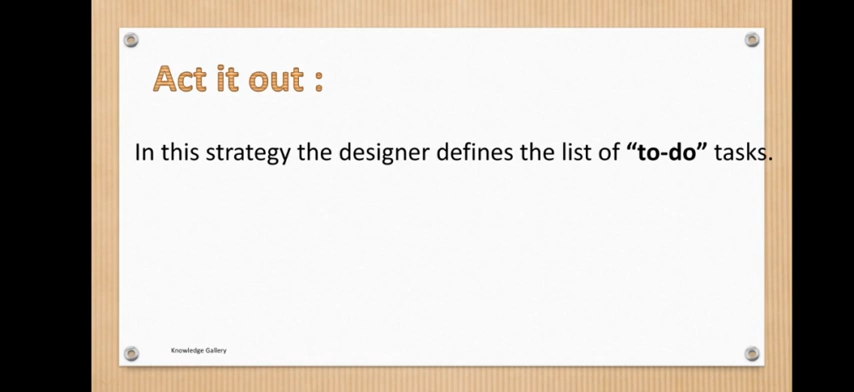 Act it out :
In this strategy the designer defines the list of “to-do” tasks.
Knowledge Gallery